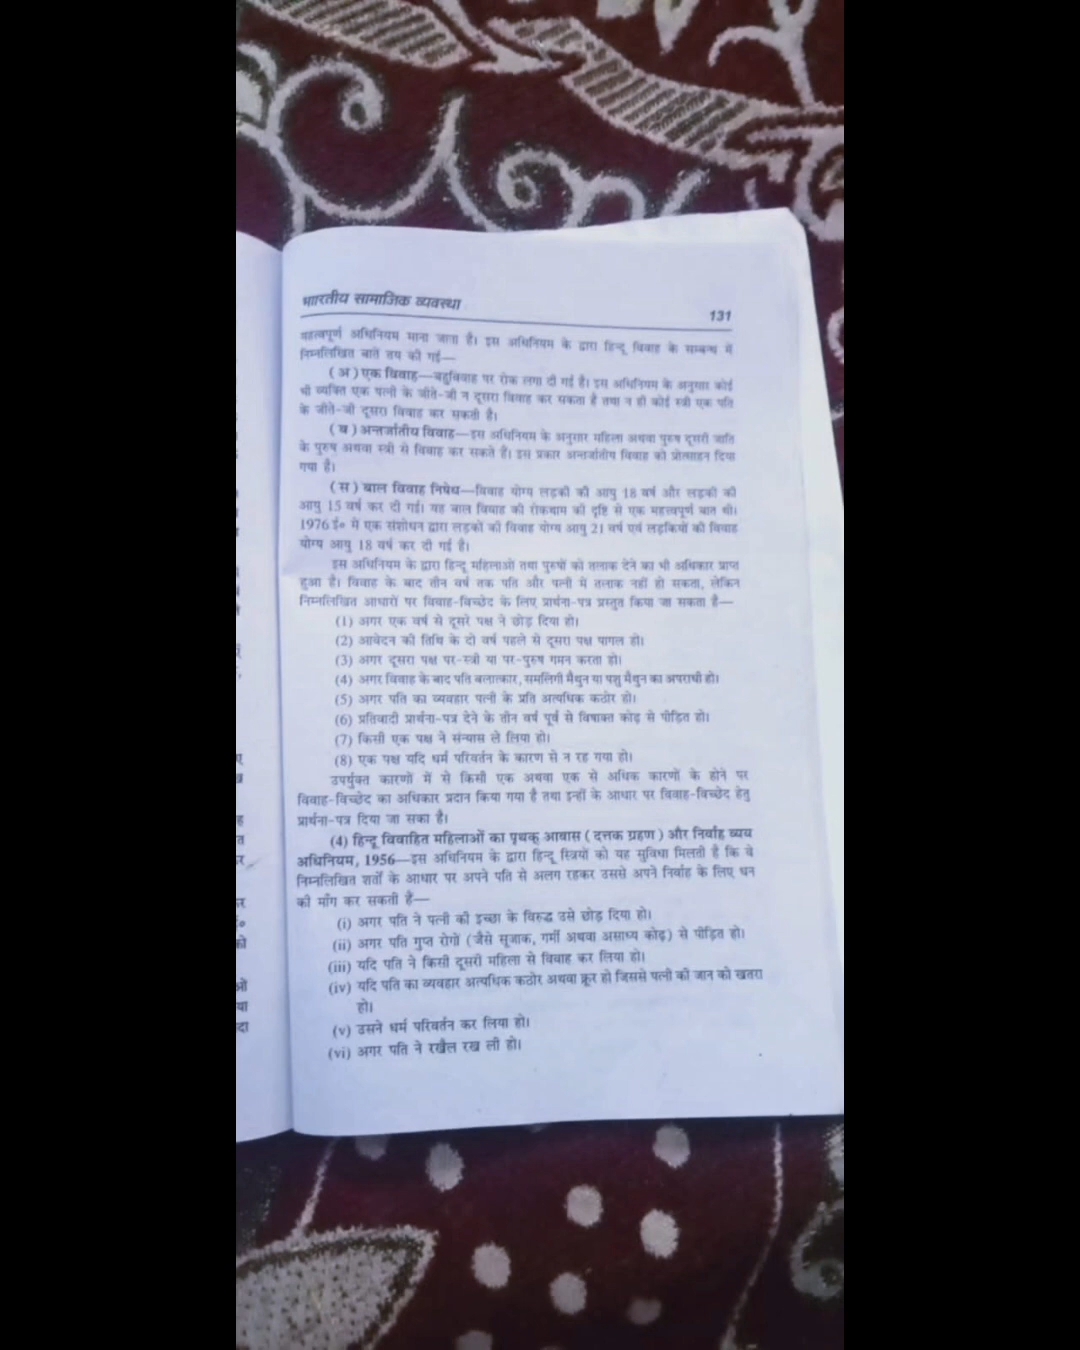 भारतीय सामाजिक व्यवस्था
131
महत्वपूर्ण अधिनियम माना जाता है। इस अधिनियम के द्वारा हिन्दू विवाह के सम्बन्ध में
निम्नलिखित बातें तय की गई—
(अ) एक विवाह—बहुविवाह पर रोक लगा दी गई है। इस अधिनियम के अनुसार कोई
भी व्यक्ति एक पत्नी के जीते-जी न दूसरा विवाह कर सकता है तथा न ही कोई स्त्री एक पति
के जीते-जी दूसरा विवाह कर सकती है।
(ब) अन्तर्जातीय विवाह—इस अधिनियम के अनुसार महिला अथवा पुरुष दूसरी जाति
के पुरुष अथवा स्त्री से विवाह कर सकते हैं। इस प्रकार अन्तर्जातीय विवाह को प्रोत्साहन दिया
गया है।
(स) बाल विवाह निषेध—विवाह योग्य लड़की की आयु 18 वर्ष और लड़की की
आयु 15 वर्ष कर दी गई। यह बाल विवाह की रोकथाम की दृष्टि से एक महत्त्वपूर्ण बात थी।
1976 ई० में एक संशोधन द्वारा लड़कों की विवाह योग्य आयु 21 वर्ष एवं लड़कियों की विवाह
योग्य आयु 18 वर्ष कर दी गई है।
इस अधिनियम के द्वारा हिन्दू महिलाओं तथा पुरुषों को तलाक देने का भी अधिकार प्राप्त
हुआ है। विवाह के बाद तीन वर्ष तक पति और पत्नी में तलाक नहीं हो सकता, लेकिन
निम्नलिखित आधारों पर विवाह-विच्छेद के लिए प्रार्थना-पत्र प्रस्तुत किया जा सकता है—
(1) अगर एक वर्ष से दूसरे पक्ष ने छोड़ दिया हो।
(2) आवेदन की तिथि के दो वर्ष पहले से दूसरा पक्ष पागल हो।
(3) अगर दूसरा पक्ष पर-स्त्री या पर-पुरुष गमन करता हो।
(4) अगर विवाह के बाद पति बलात्कार, समलिंगी मैथुन या पशु मैथुन का अपराधी हो।
(5) अगर पति का व्यवहार पत्नी के प्रति अत्यधिक कठोर हो।
(6) प्रतिवादी प्रार्थना-पत्र देने के तीन वर्ष पूर्व से विषाक्त कोढ़ से पीड़ित हो।
(7) किसी एक पक्ष ने संन्यास ले लिया हो।
(8) एक पक्ष यदि धर्म परिवर्तन के कारण से न रह गया हो।
उपर्युक्त कारणों में से किसी एक अथवा एक से अधिक कारणों के होने पर
विवाह-विच्छेद का अधिकार प्रदान किया गया है तथा इन्हीं के आधार पर विवाह-विच्छेद हेतु
प्रार्थना-पत्र दिया जा सका है।
(4) हिन्दू विवाहित महिलाओं का पृथक् आवास (दत्तक ग्रहण) और निर्वाह व्यय
अधिनियम, 1956—इस अधिनियम के द्वारा हिन्दू स्त्रियों को यह सुविधा मिलती है कि वे
निम्नलिखित शर्तों के आधार पर अपने पति से अलग रहकर उससे अपने निर्वाह के लिए धन
की माँग कर सकती हैं—
(i) अगर पति ने पत्नी की इच्छा के विरुद्ध उसे छोड़ दिया हो।
(ii) अगर पति गुप्त रोगों (जैसे सूजाक, गर्मी अथवा असाध्य कोढ़) से पीड़ित हो।
(iii) यदि पति ने किसी दूसरी महिला से विवाह कर लिया हो।
(iv) यदि पति का व्यवहार अत्यधिक कठोर अथवा क्रूर हो जिससे पत्नी की जान को खतरा
हो।
(v) उसने धर्म परिवर्तन कर लिया हो।
(vi) अगर पति ने रखैल रख ली हो।